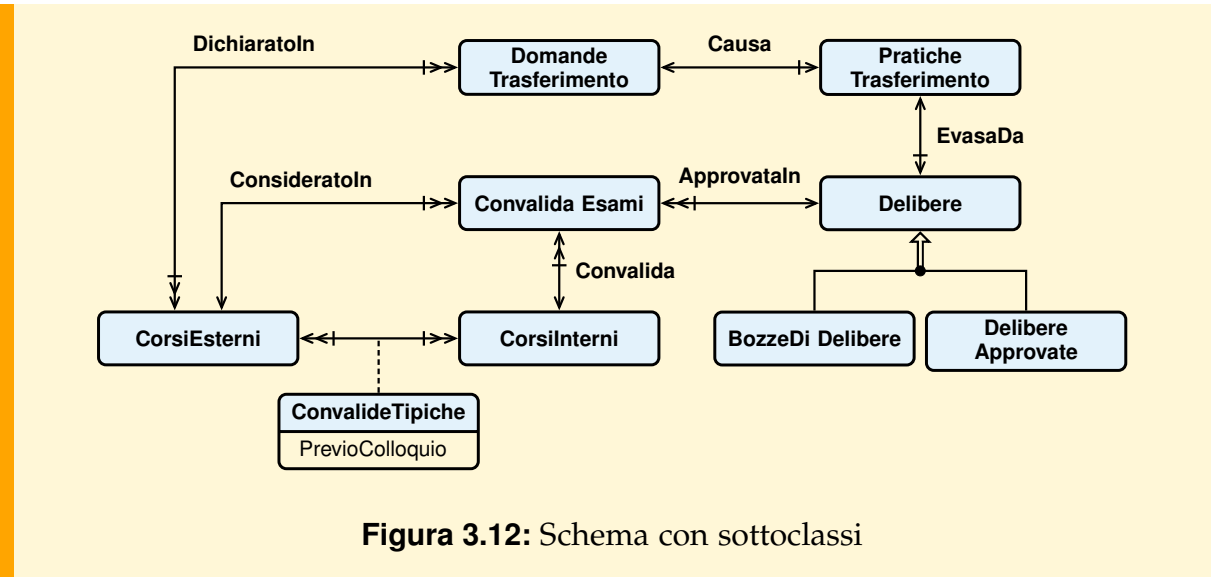 DichiaratoIn
Domande
Trasferimento
Causa
Pratiche
Trasferimento
EvasaDa
ConsideratoIn
Convalida Esami
ApprovataIn
Delibere
Convalida
CorsiEsterni
CorsiInterni
BozzeDi Delibere
Delibere
Approvate
ConvalideTipiche
PrevioColloquio
Figura 3.12: Schema con sottoclassi